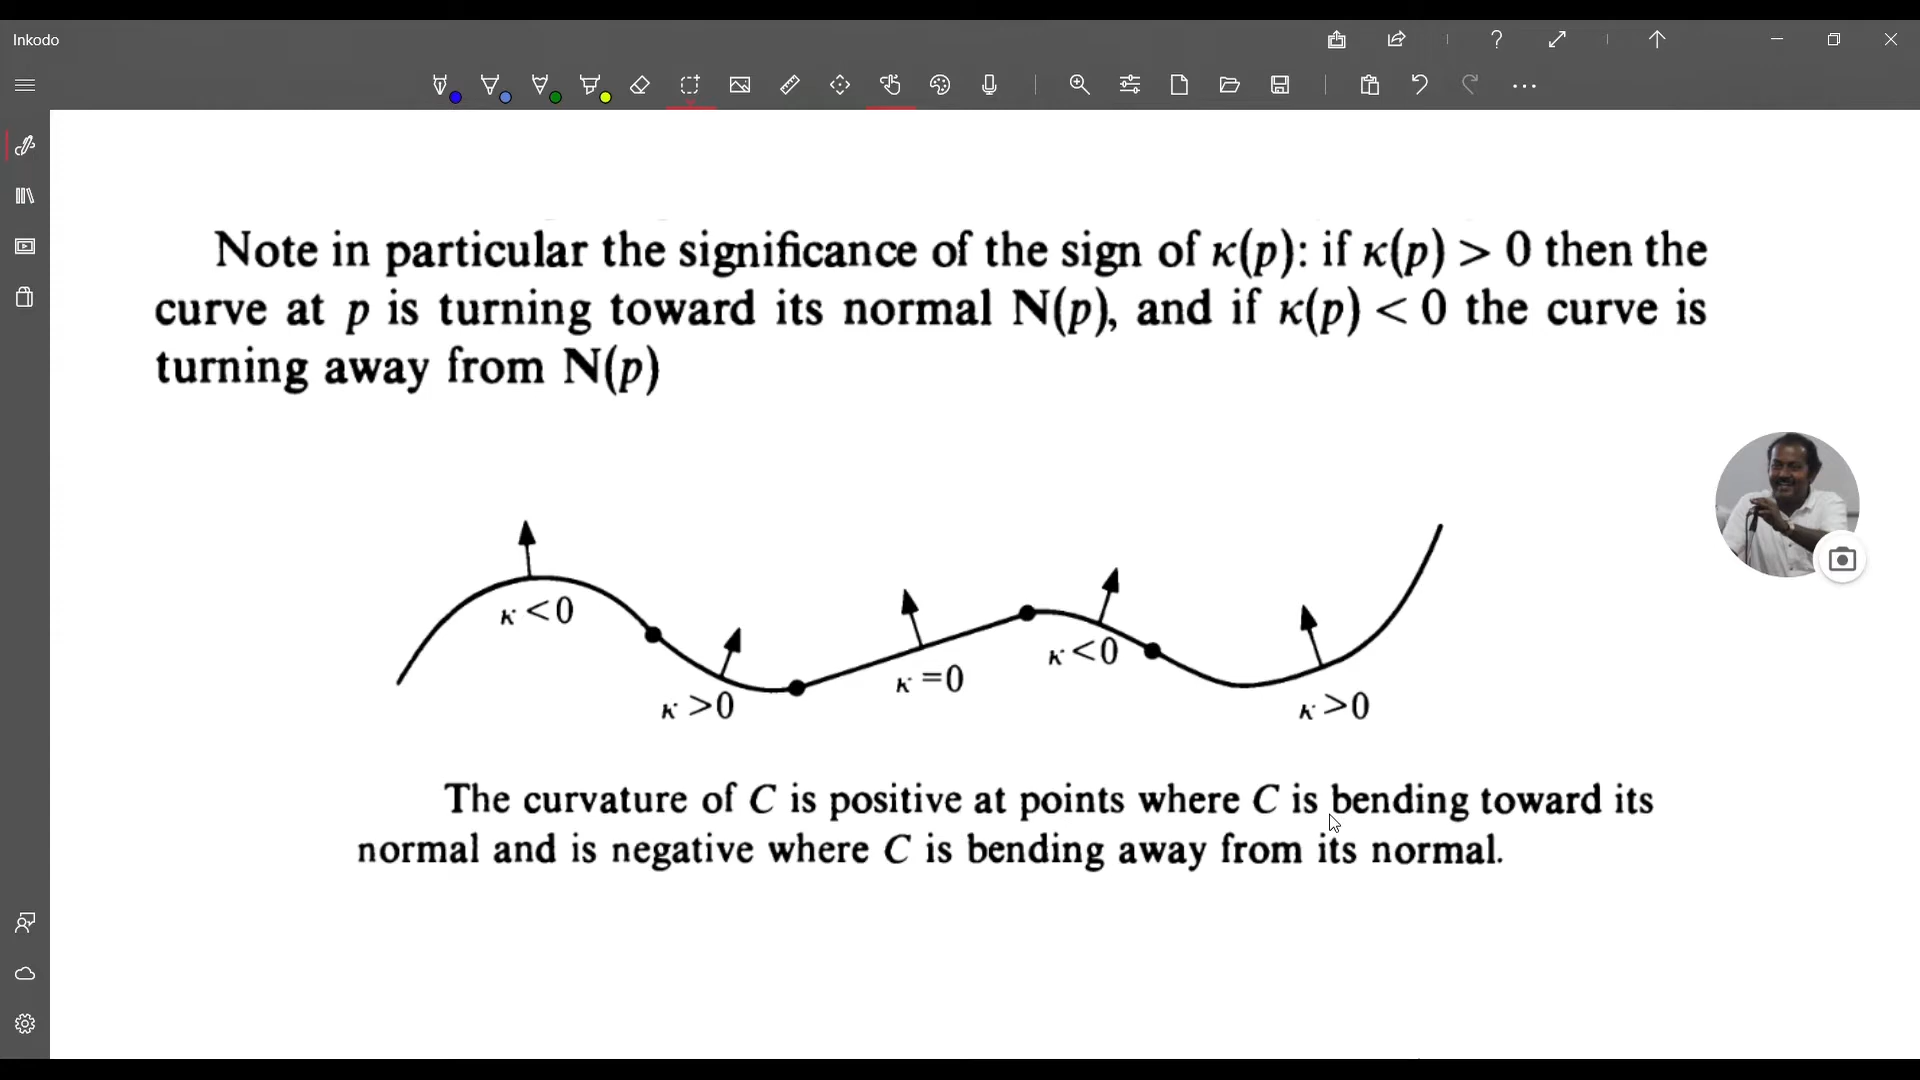 Inkodo
Note in particular the significance of the sign of κ(p): if κ(p) > 0 then the
curve at p is turning toward its normal N(p), and if κ(p) < 0 the curve is
turning away from N(p)
κ <0
κ >0
κ =0
κ <0
κ >0
The curvature of C is positive at points where C is bending toward its
normal and is negative where C is bending away from its normal.